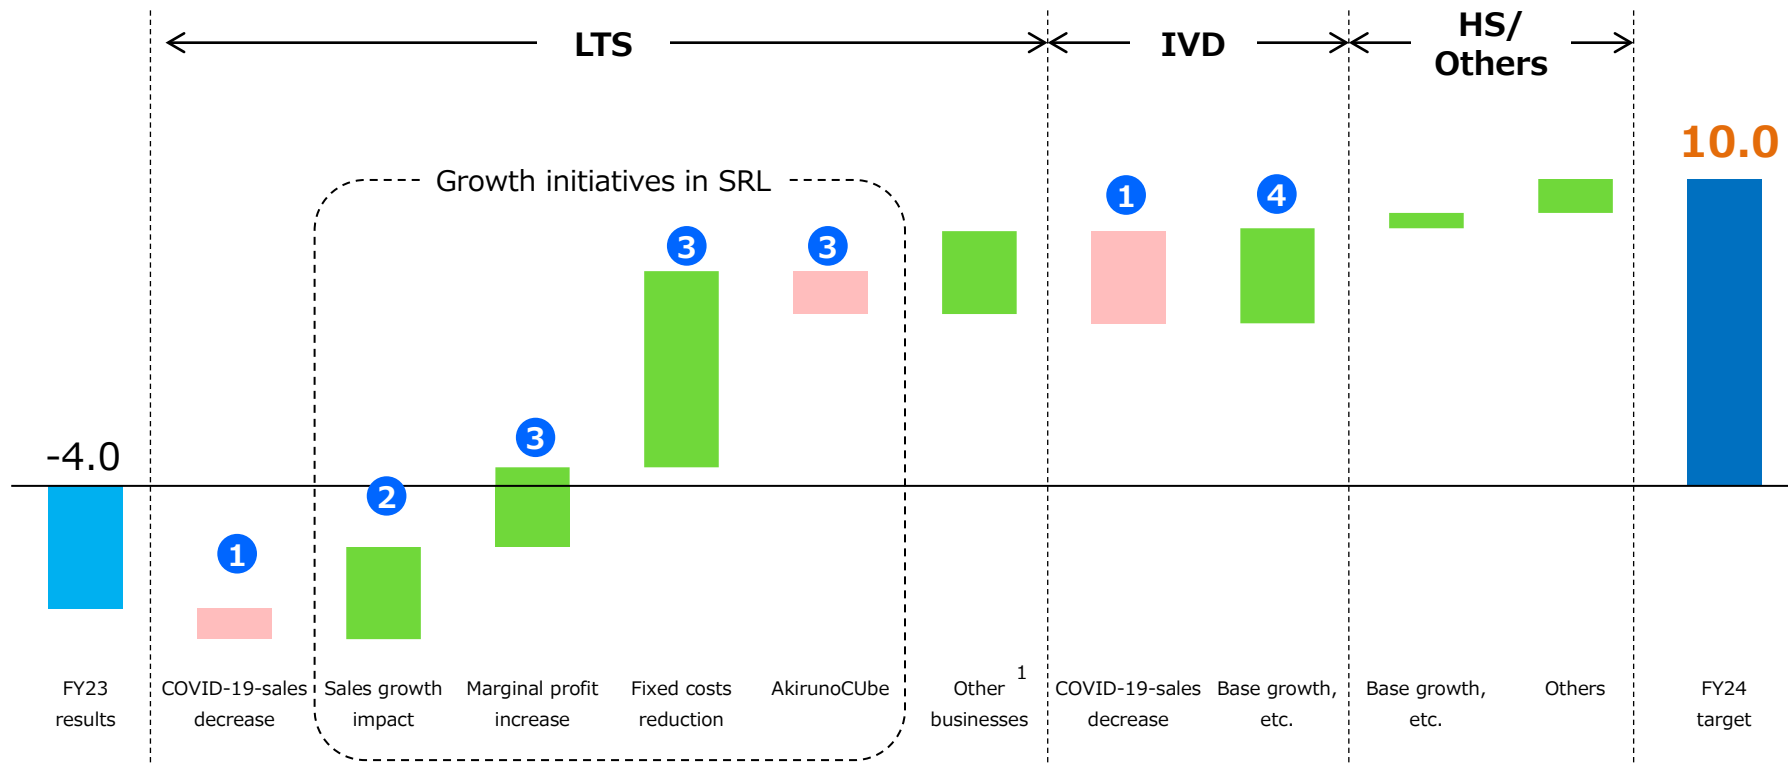 LTS
IVD
HS/
Others
10.0
Growth initiatives in SRL
1
4
3
3
3
-4.0
2
1
FY23
results
COVID-19-sales
decrease
Sales growth
impact
Marginal profit
increase
Fixed costs
reduction
AkirunoCUbe
Other 1
businesses
COVID-19-sales
decrease
Base growth,
etc.
Base growth,
etc.
Others
FY24
target